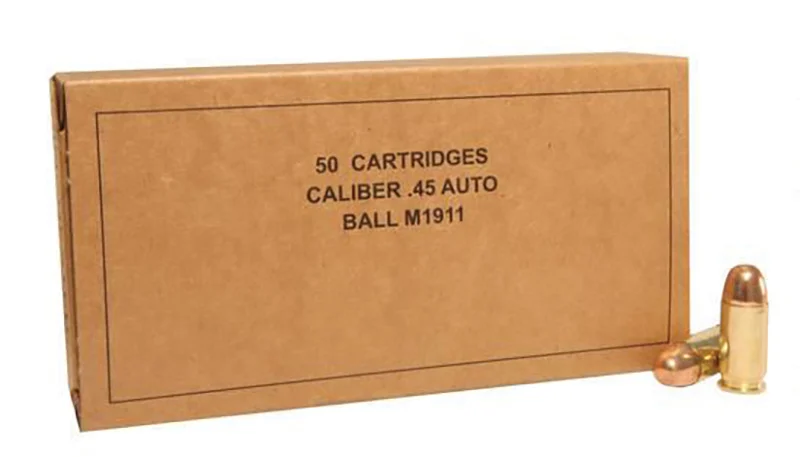 50 CARTRIDGES
CALIBER .45 AUTO
BALL M1911